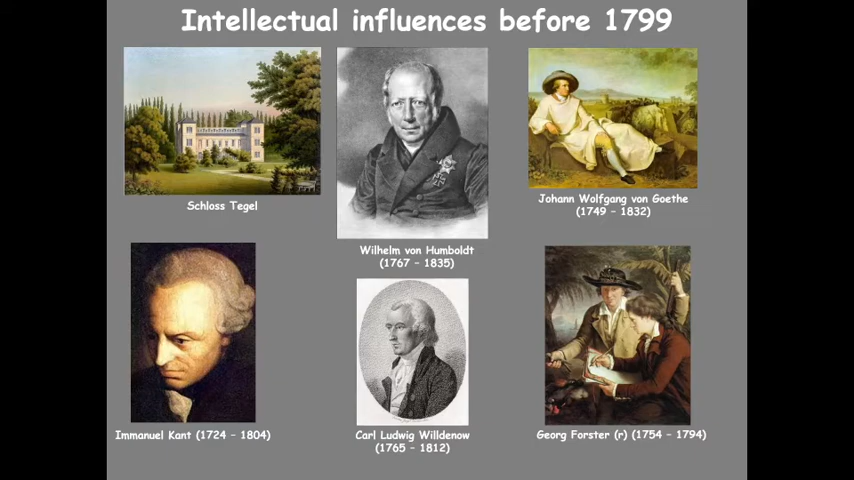 Intellectual influences before 1799
Schloss Tegel
Wilhelm von Humboldt
(1767 – 1835)
Johann Wolfgang von Goethe
(1749 – 1832)
Immanuel Kant (1724 – 1804)
Carl Ludwig Willdenow
(1765 – 1812)
Georg Forster (r) (1754 – 1794)